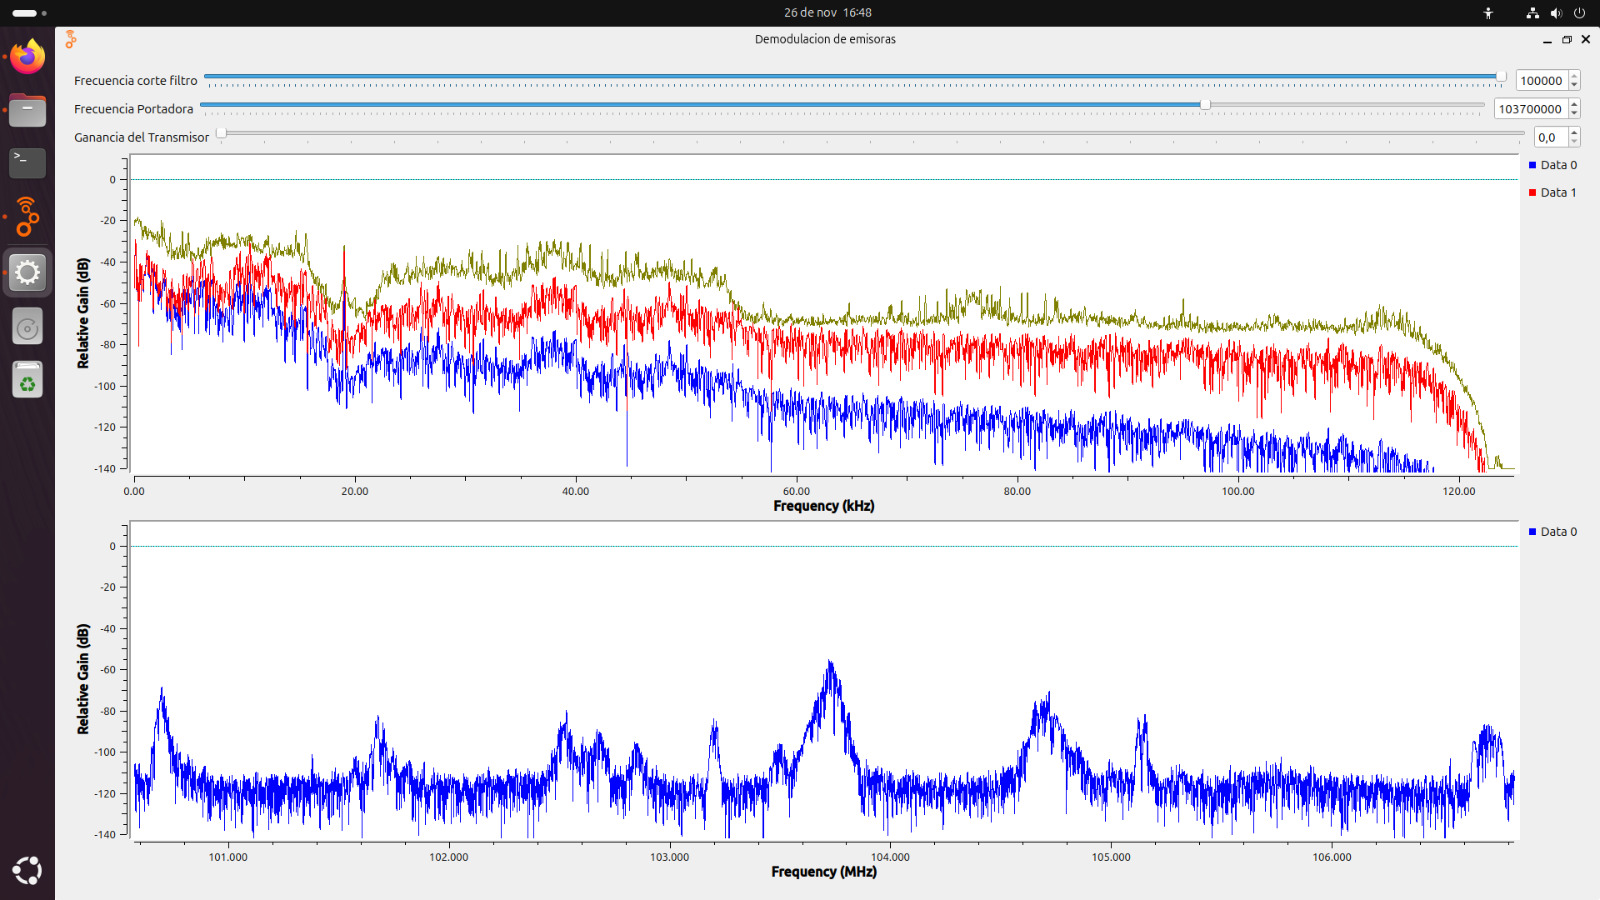 26 de nov 16:48
Demodulacion de emisoras
Frecuencia corte filtro
100000
Frecuencia Portadora
103700000
Ganancia del Transmisor
0,0
Data 0
Data 1
Relative Gain (dB)
0
-20
-40
-60
-80
-100
-120
-140
0.00 20.00 40.00 60.00 80.00 100.00 120.00
Frequency (kHz)
Data 0
Relative Gain (dB)
0
-20
-40
-60
-80
-100
-120
-140
101.000 102.000 103.000 104.000 105.000 106.000
Frequency (MHz)
>_